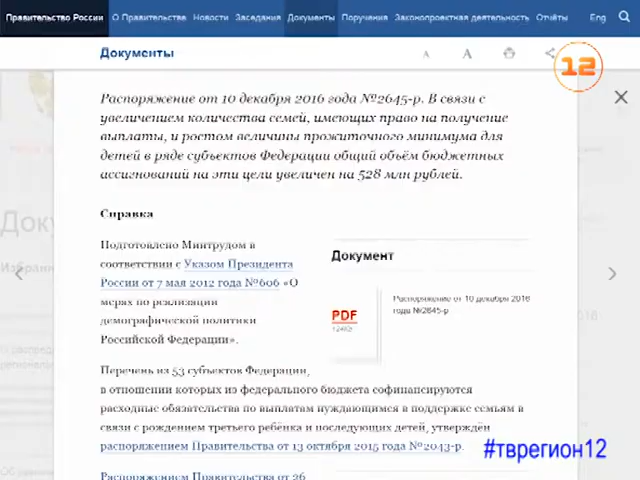 Правительство России О Правительстве Новости Заседания Документы Поручения Законопроектная деятельность Отчёты Eng
Документы
А А
12
Распоряжение от 10 декабря 2016 года №2645-р. В связи с
увеличением количества семей, имеющих право на получение
выплаты, и ростом величины прожиточного минимума для
детей в ряде субъектов Федерации общий объём бюджетных
ассигнований на эти цели увеличен на 528 млн рублей.
Справка
Подготовлено Минтрудом в
соответствии с Указом Президента
России от 7 мая 2012 года №606 «О
мерах по реализации
демографической политики
Российской Федерации».
Документ
PDF
Распоряжение от 10 декабря 2016
года №2645-р
Перечень из 53 субъектов Федерации,
в отношении которых из федерального бюджета софинансируются
расходные обязательства по выплатам нуждающимся в поддержке семьям в
связи с рождением третьего ребёнка и последующих детей, утверждён
распоряжением Правительства от 13 октября 2015 года №2043-р.
Распоряжением Правительства от 26
#тврегион12